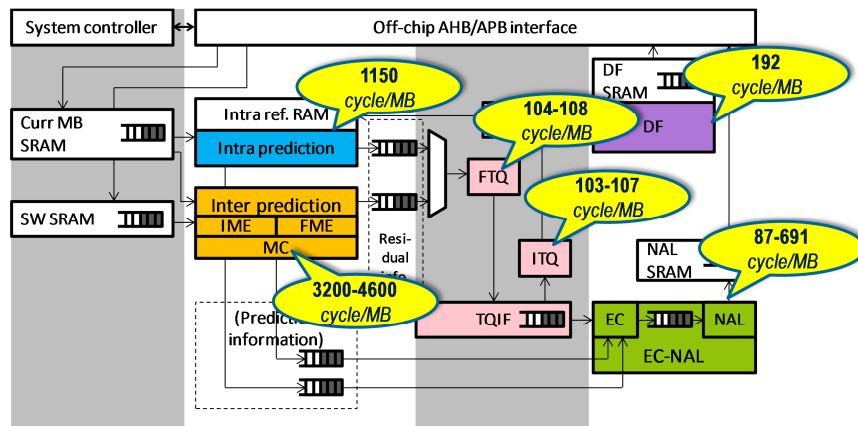 System controller
Off-chip AHB/APB interface
1150
cycle/MB
DF
SRAM
192
cycle/MB
Curr MB
SRAM
Intra ref. RAM
Intra prediction
104-108
cycle/MB
DF
FTQ
103-107
cycle/MB
SW SRAM
Inter prediction
IME
FME
MC
Resi-
dual
ITQ
NAL
SRAM
87-691
cycle/MB
3200-4600
cycle/MB
(Predic
information)
TQIF
EC
NAL
EC-NAL